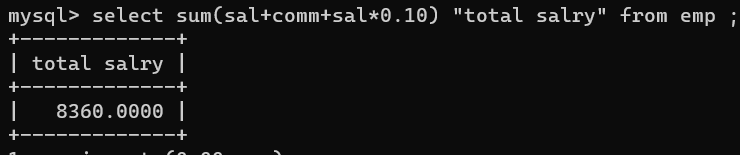 mysql> select sum(sal+comm+sal*0.10) "total salry" from emp ;
+-------------+
| total salry |
+-------------+
|   8360.0000 |
+-------------+